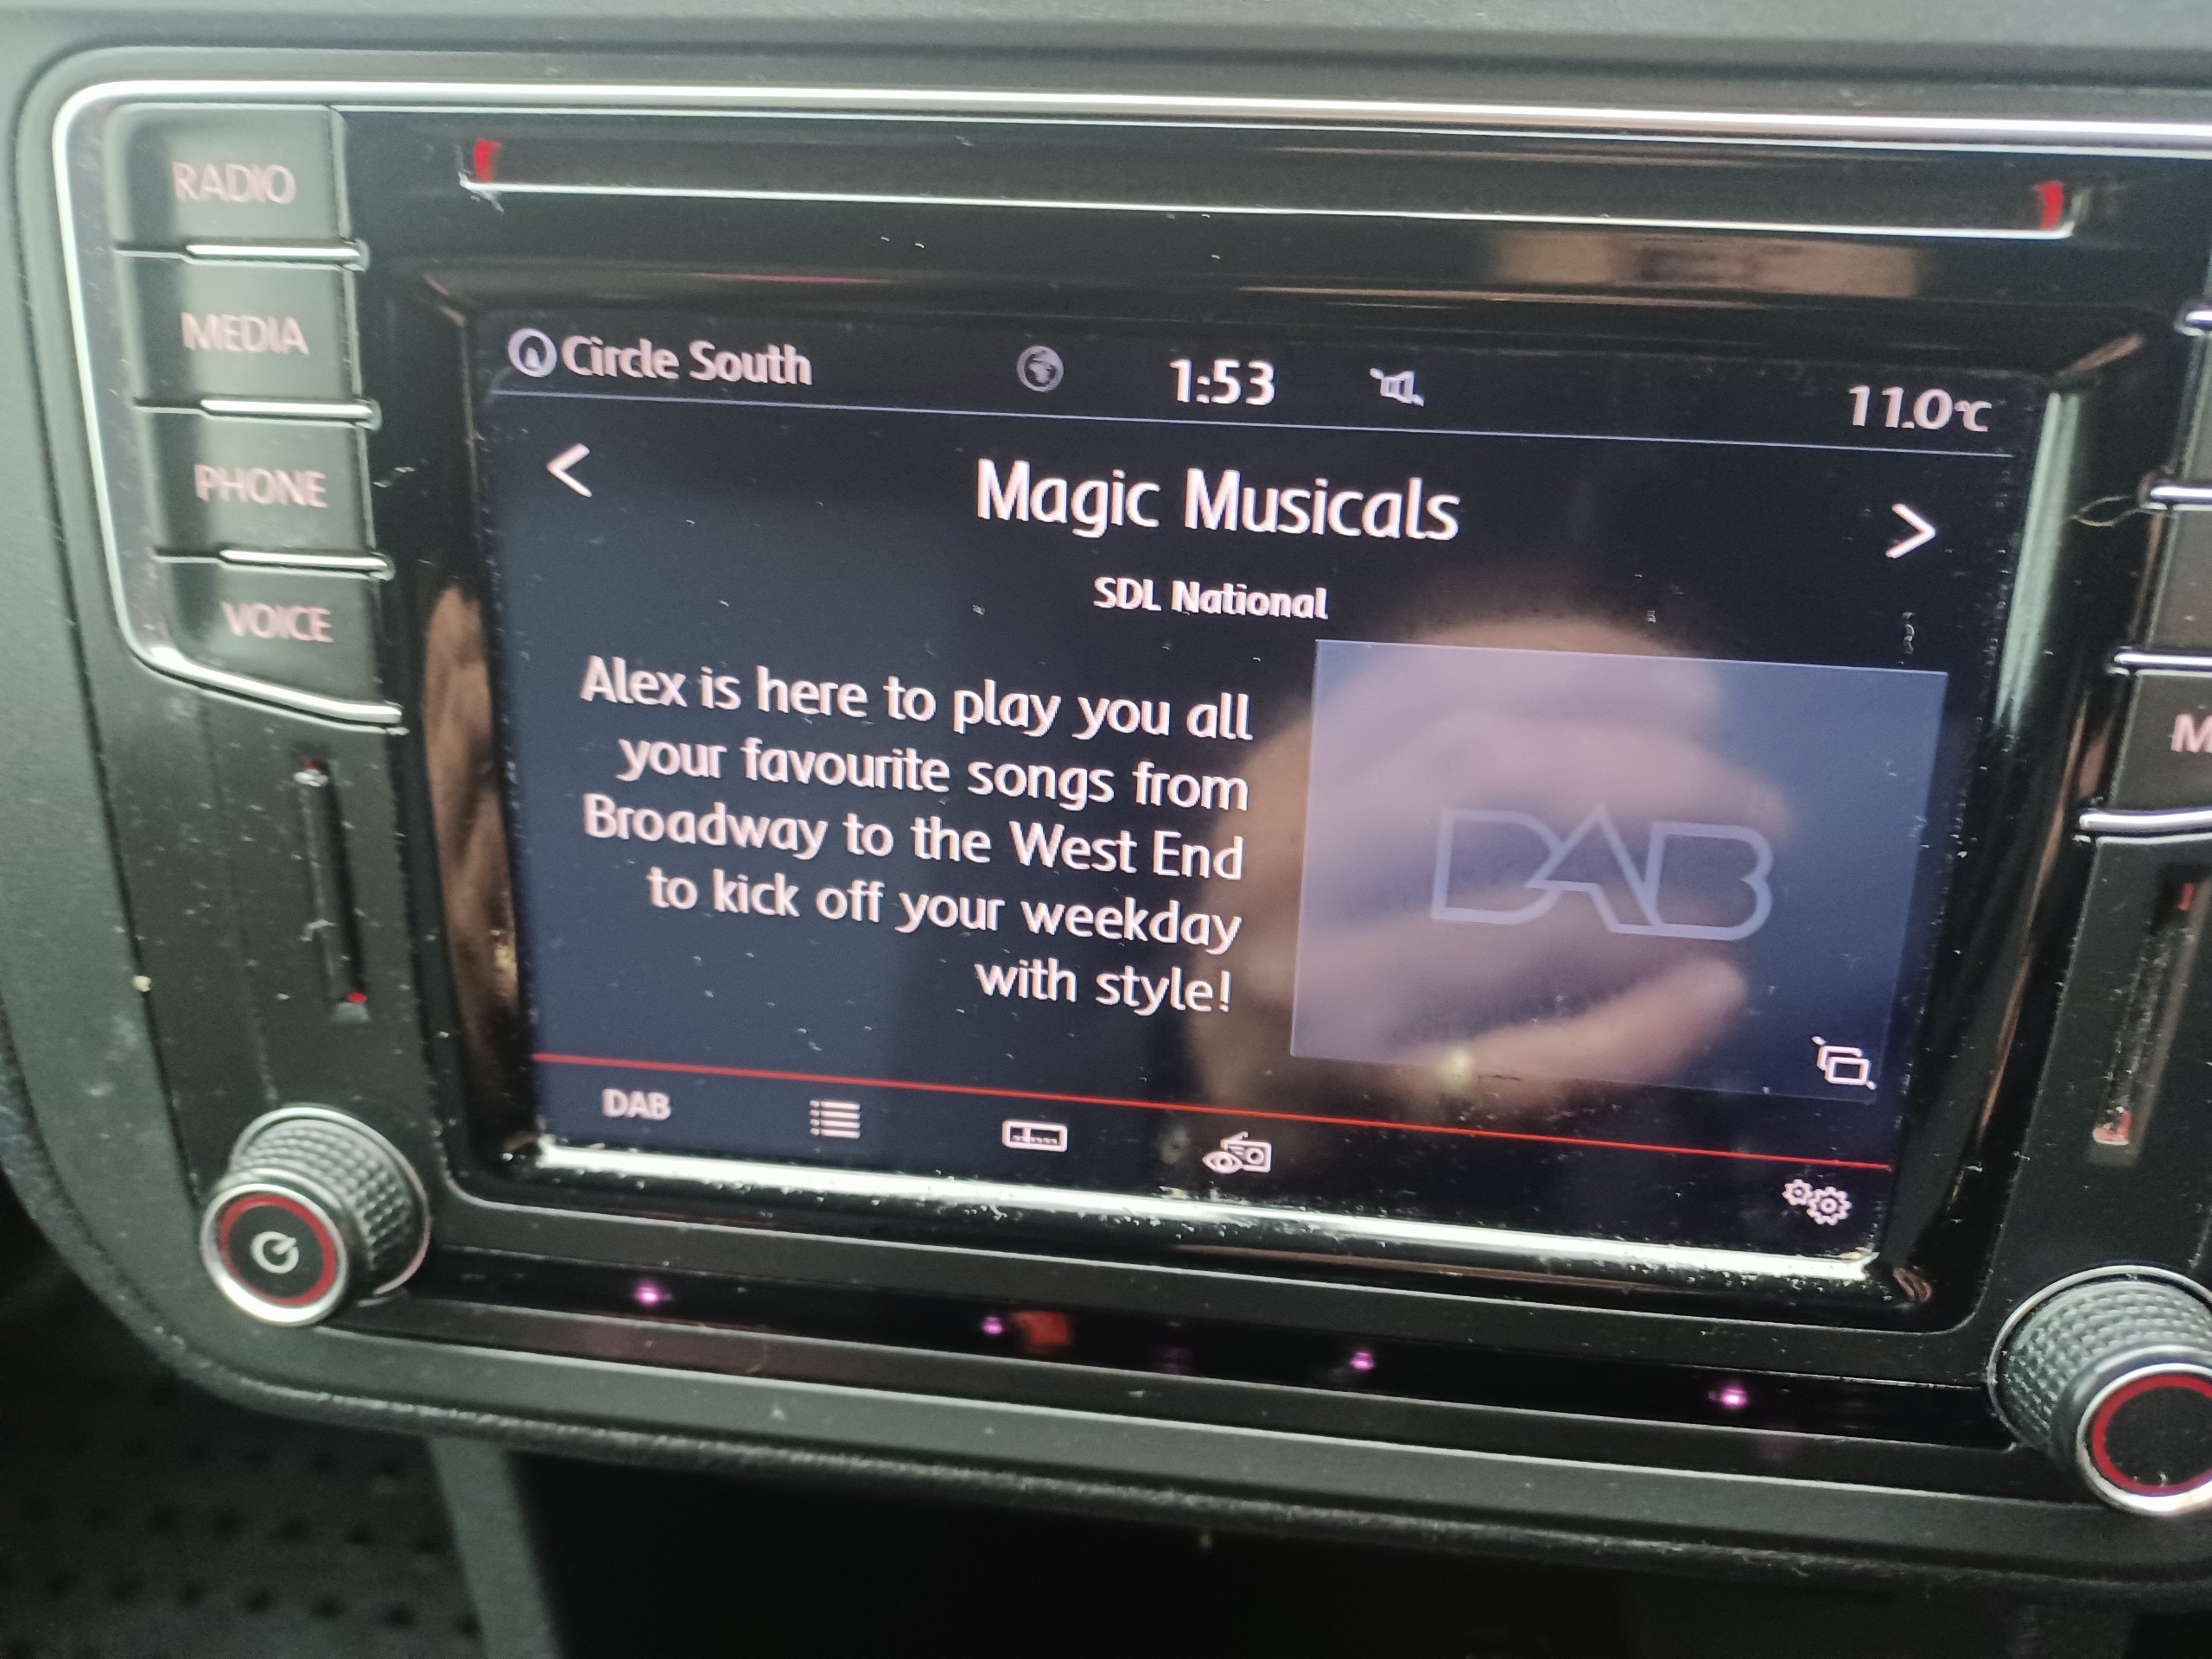 RADIO
MEDIA
PHONE
VOICE
Circle South
1:53
11.0°C
Magic Musicals
SDL National
Alex is here to play you all
your favourite songs from
Broadway to the West End
to kick off your weekday
with style!
DAB
DAB
M